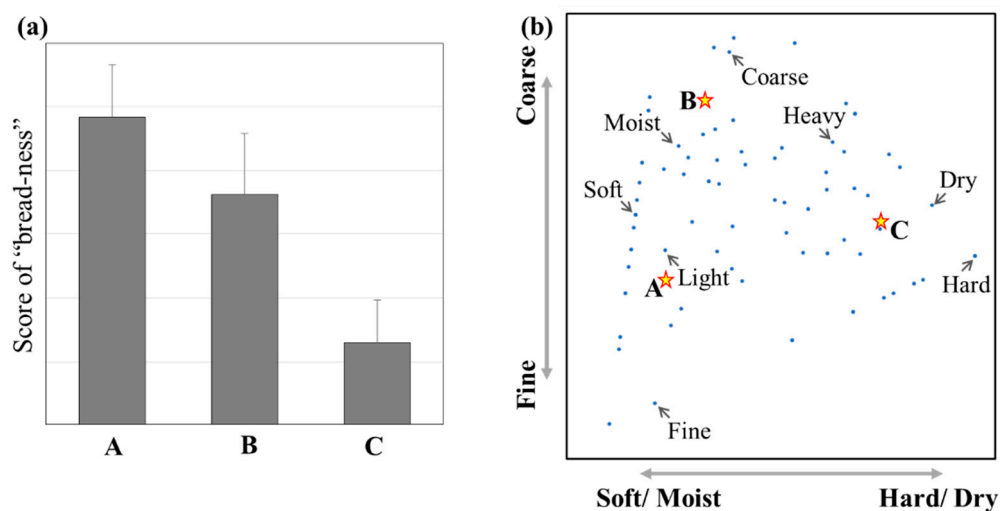 (a)
Score of “bread-ness”
A
B
C
(b)
Coarse
Fine
Coarse
B
Moist
Heavy
Soft
Dry
C
Light
A
Hard
Fine
Soft/ Moist
Hard/ Dry